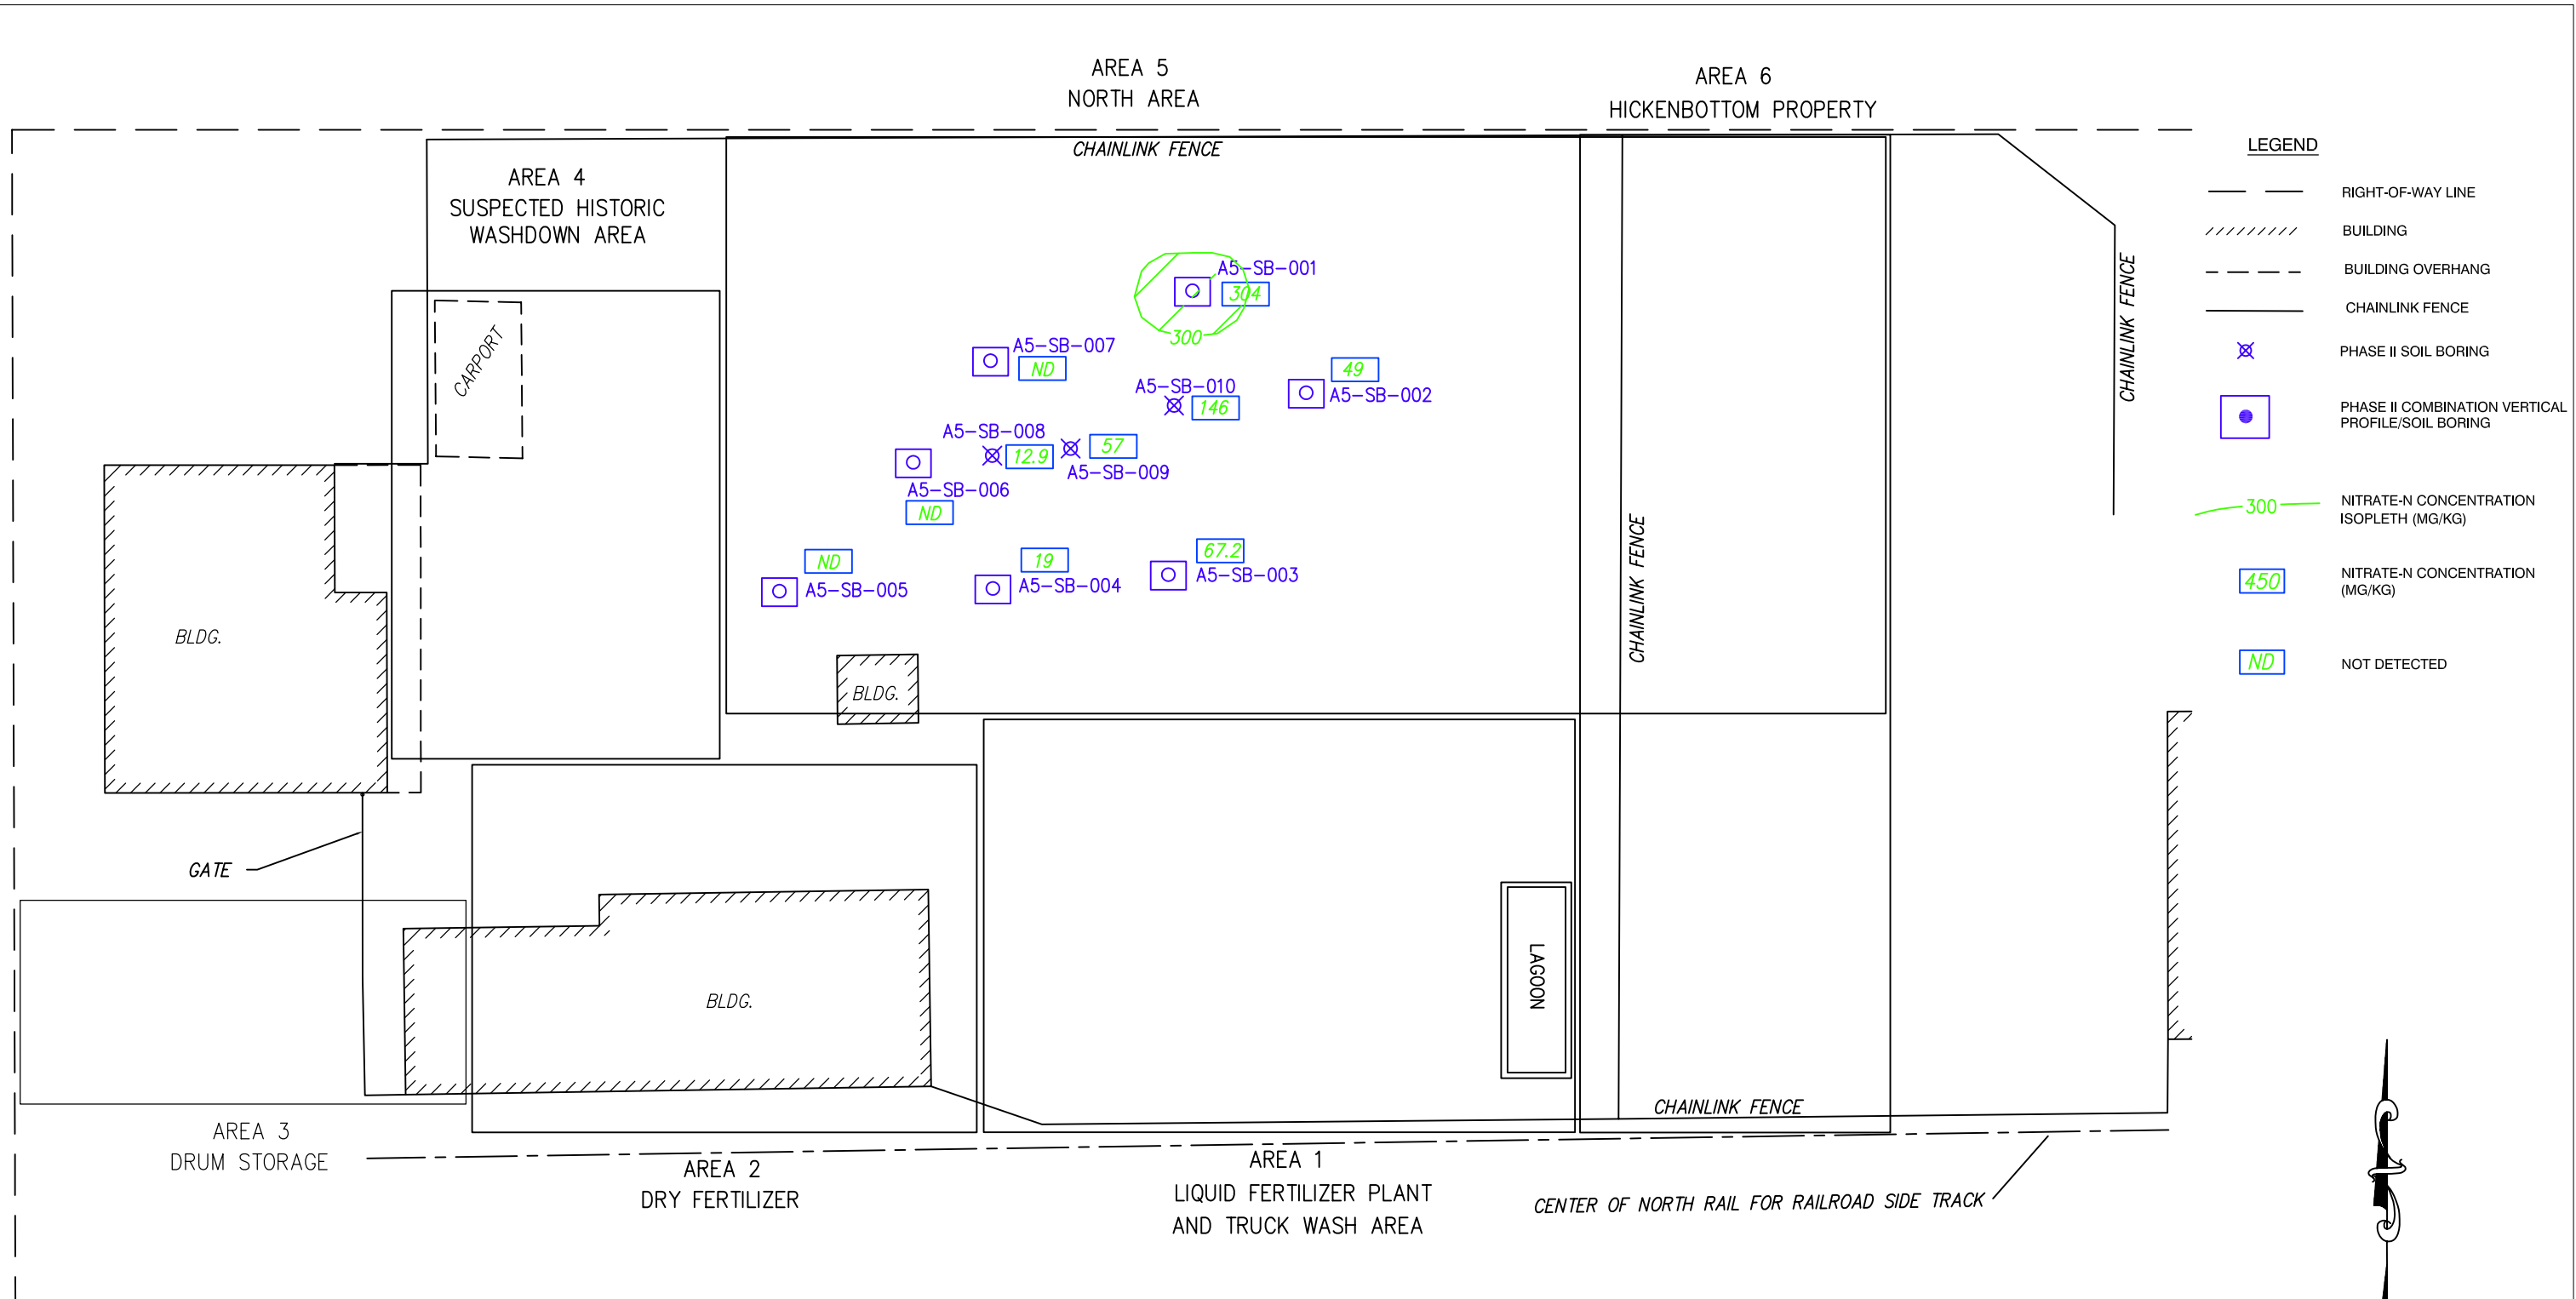 AREA 5
NORTH AREA
AREA 6
HICKENBOTTOM PROPERTY
CHAINLINK FENCE
AREA 4
SUSPECTED HISTORIC
WASHDOWN AREA
CARPORT
A5-SB-001
304
300
A5-SB-007
ND
A5-SB-010
146
49
A5-SB-002
A5-SB-008
12.9
57
A5-SB-009
A5-SB-006
ND
ND
A5-SB-005
19
A5-SB-004
67.2
A5-SB-003
CHAINLINK FENCE
CHAINLINK FENCE
BLDG.
BLDG.
GATE
BLDG.
LAGOON
CHAINLINK FENCE
AREA 3
DRUM STORAGE
AREA 2
DRY FERTILIZER
AREA 1
LIQUID FERTILIZER PLANT
AND TRUCK WASH AREA
CENTER OF NORTH RAIL FOR RAILROAD SIDE TRACK
LEGEND
RIGHT-OF-WAY LINE
BUILDING
BUILDING OVERHANG
CHAINLINK FENCE
PHASE II SOIL BORING
PHASE II COMBINATION VERTICAL
PROFILE/SOIL BORING
300
NITRATE-N CONCENTRATION
ISOPLETH (MG/KG)
450
NITRATE-N CONCENTRATION
(MG/KG)
ND
NOT DETECTED